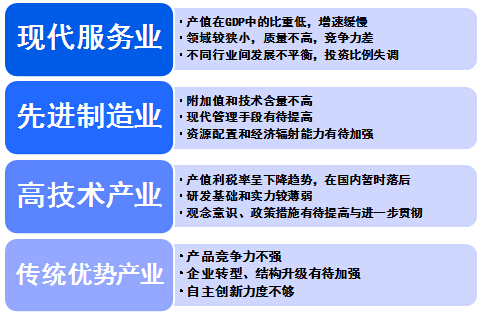 现代服务业
· 产值在GDP中的比重低，增速缓慢
· 领域较狭小，质量不高，竞争力差
· 不同行业间发展不平衡，投资比例失调
先进制造业
· 附加值和技术含量不高
· 现代管理手段有待提高
· 资源配置和经济辐射能力有待加强
高技术产业
· 产值利税率呈下降趋势，在国内暂时落后
· 研发基础和实力较薄弱
· 观念意识、政策措施有待提高与进一步贯彻
传统优势产业
· 产品竞争力不强
· 企业转型、结构升级有待加强
· 自主创新力度不够